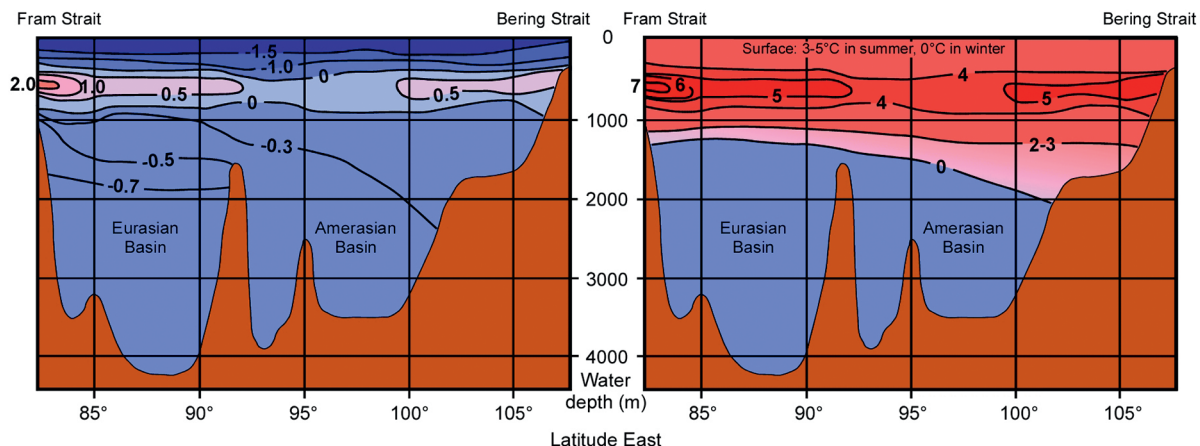 Fram Strait
Bering Strait
Fram Strait
Bering Strait
-1.5
-1.0
0
2.0
1.0
0.5
0.5
0
-0.3
-0.5
-0.7
Eurasian
Basin
Amerasian
Basin
0
1000
2000
3000
4000
Water
depth (m)
Surface: 3-5°C in summer, 0°C in winter
4
7
6
5
5
4
2-3
0
Eurasian
Basin
Amerasian
Basin
85°
90°
95°
100°
105°
85°
90°
95°
100°
105°
Latitude East